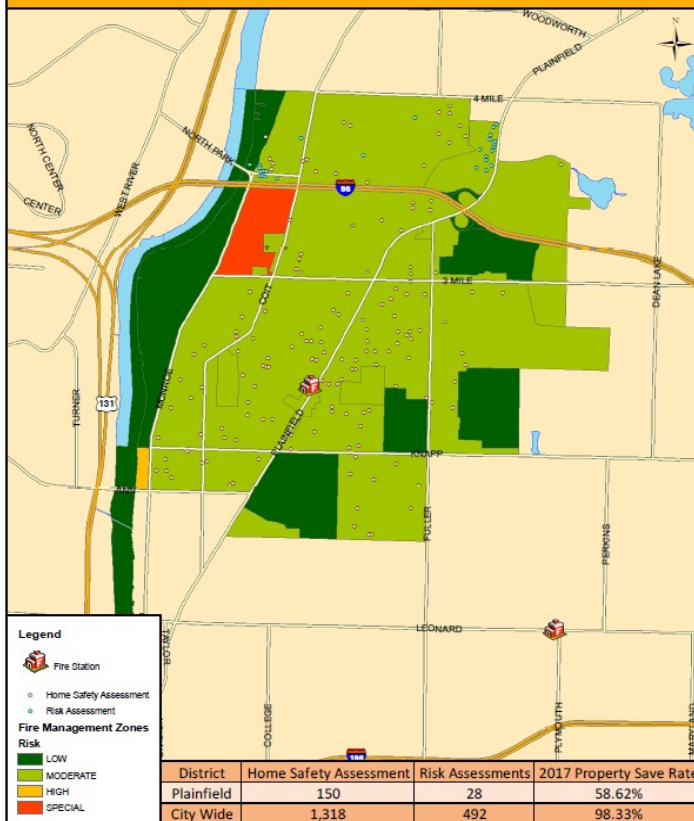 WOODWORTH
N
PLAINFIELD
4 MILE
NORTH PARK
NORTH CENTER
WEST RIVER
CENTER
96
3 MILE
COIT
DEAN LAKE
MONROE
TURNER
131
PLAINFIELD
KNAPP
ANN
FULLER
PERKINS
LEONARD
TAYLOR
COLLEGE
PLYMOUTH
MARYLAND
196
Legend
Fire Station
Home Safety Assessment
Risk Assessment
Fire Management Zones
Risk
LOW
MODERATE
HIGH
SPECIAL
District Home Safety Assessment Risk Assessments 2017 Property Save Rate
Plainfield 150 28 58.62%
City Wide 1,318 492 98.33%